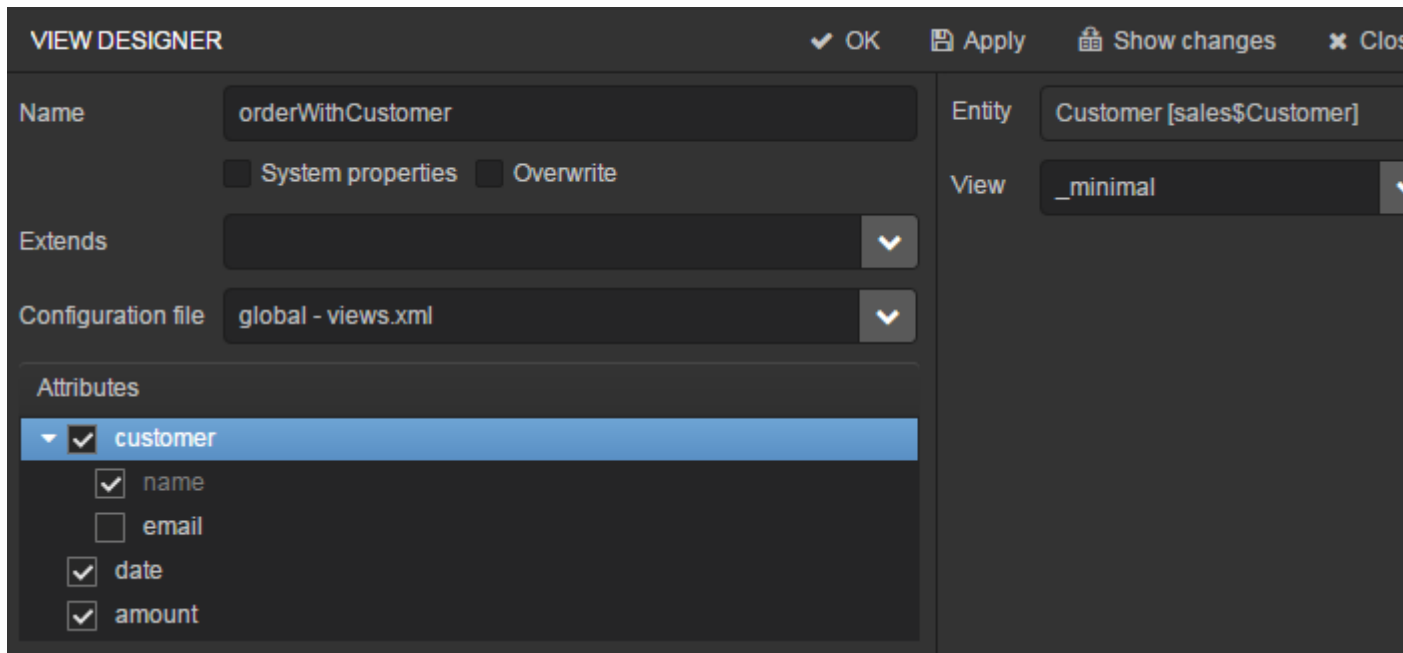 VIEW DESIGNER OK Apply Show changes Clos
Name orderWithCustomer Entity Customer [sales$Customer]
System properties Overwrite
View _minimal
Extends
Configuration file global - views.xml
Attributes
customer
name
email
date
amount